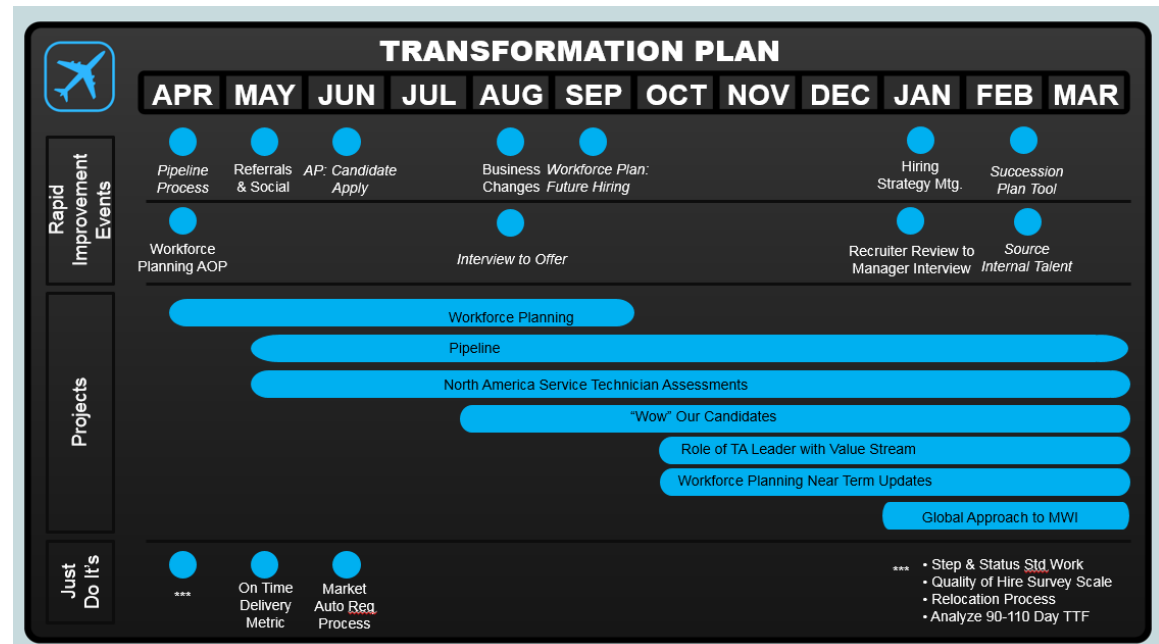 TRANSFORMATION PLAN
APR MAY JUN JUL AUG SEP OCT NOV DEC JAN FEB MAR
Rapid
Improvement
Events
Pipeline
Process
Referrals
& Social
AP: Candidate
Apply
Business
Changes
Workforce Plan:
Future Hiring
Hiring
Strategy Mtg.
Succession
Plan Tool
Workforce
Planning AOP
Interview to Offer
Recruiter Review to
Manager Interview
Source
Internal Talent
Projects
Workforce Planning
Pipeline
North America Service Technician Assessments
“Wow” Our Candidates
Role of TA Leader with Value Stream
Workforce Planning Near Term Updates
Global Approach to MWI
Just
Do It's
***
On Time
Delivery
Metric
Market
Auto Req
Process
*** • Step & Status Std Work
• Quality of Hire Survey Scale
• Relocation Process
• Analyze 90-110 Day TTF